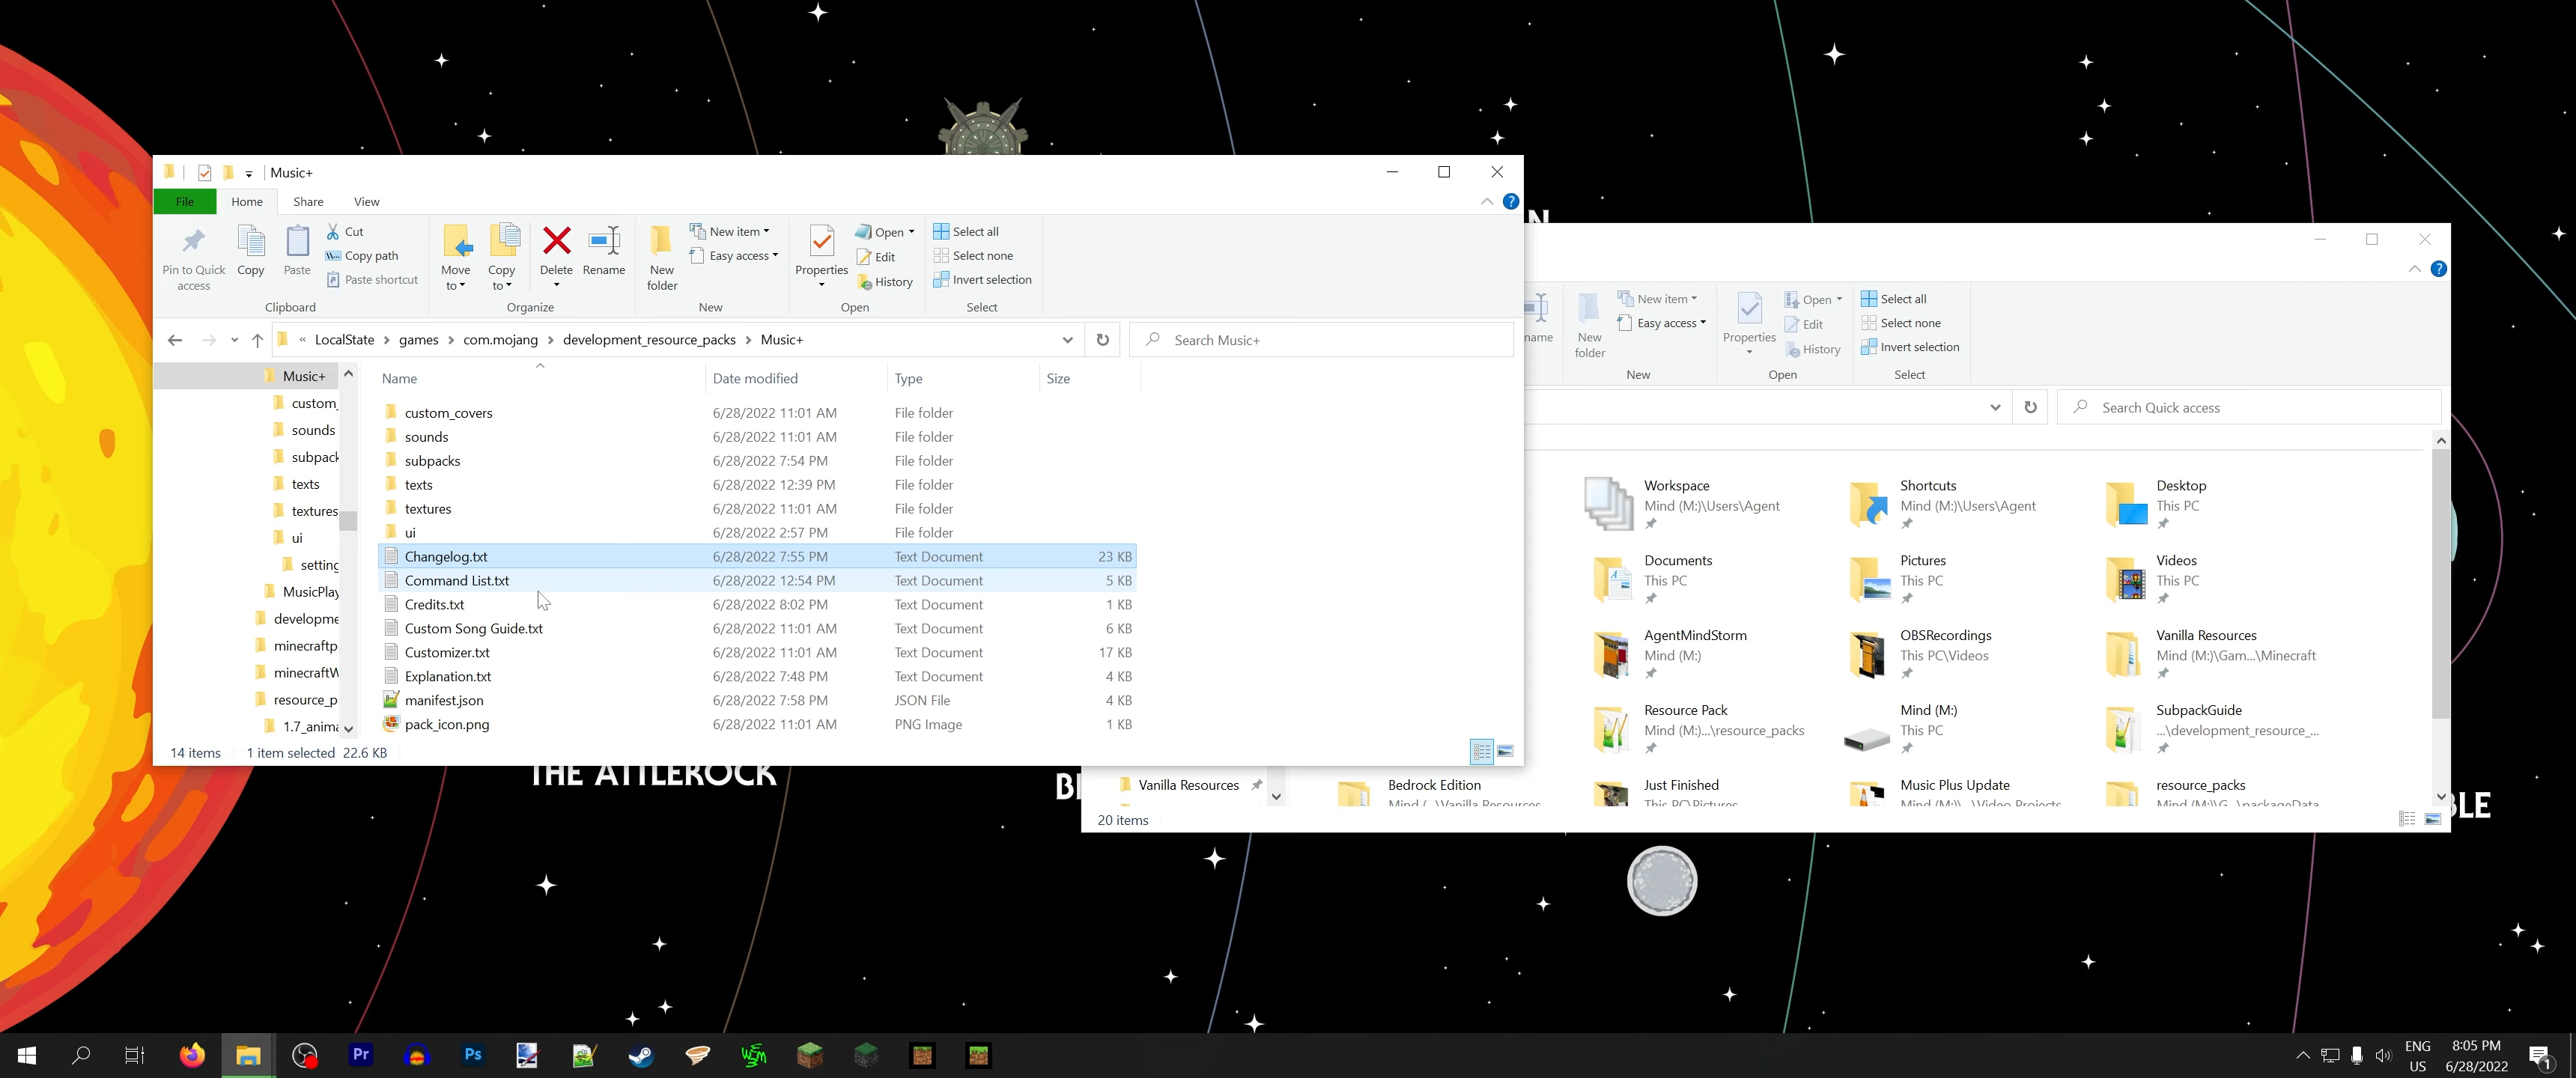 Music+
File Home Share View
Pin to Quick access
Copy
Paste
Cut
Copy path
Paste shortcut
Clipboard
Move to
Copy to
Delete
Rename
Organize
New folder
New item
Easy access
New
Properties
Open
Edit
History
Open
Select all
Select none
Invert selection
Select
« LocalState > games > com.mojang > development_resource_packs > Music+
Search Music+
Music+
custom_
sounds
subpack
texts
textures
ui
setting
MusicPlay
developme
minecraftp
minecraftW
resource_p
1.7_anima
Name Date modified Type Size
custom_covers 6/28/2022 11:01 AM File folder
sounds 6/28/2022 11:01 AM File folder
subpacks 6/28/2022 7:54 PM File folder
texts 6/28/2022 12:39 PM File folder
textures 6/28/2022 11:01 AM File folder
ui 6/28/2022 2:57 PM File folder
Changelog.txt 6/28/2022 7:55 PM Text Document 23 KB
Command List.txt 6/28/2022 12:54 PM Text Document 5 KB
Credits.txt 6/28/2022 8:02 PM Text Document 1 KB
Custom Song Guide.txt 6/28/2022 11:01 AM Text Document 6 KB
Customizer.txt 6/28/2022 11:01 AM Text Document 17 KB
Explanation.txt 6/28/2022 7:48 PM Text Document 4 KB
manifest.json 6/28/2022 7:58 PM JSON File 4 KB
pack_icon.png 6/28/2022 11:01 AM PNG Image 1 KB
14 items 1 item selected 22.6 KB
N
name
New folder
New item
Easy access
New
Properties
Open
Edit
History
Open
Select all
Select none
Invert selection
Select
Search Quick access
Workspace
Mind (M:)\Users\Agent
Shortcuts
Mind (M:)\Users\Agent
Desktop
This PC
Documents
This PC
Pictures
This PC
Videos
This PC
AgentMindStorm
Mind (M:)
OBSRecordings
This PC\Videos
Vanilla Resources
Mind (M:)\Gam...\Minecraft
Resource Pack
Mind (M:)...\resource_packs
Mind (M:)
This PC
SubpackGuide
...\development_resource_...
Vanilla Resources
Bedrock Edition
Mind (...\Vanilla Resources
Just Finished
This PC\Pictures
Music Plus Update
Mind (M:)\...\Video Projects
resource_packs
Mind (M:)\G...\packageData
20 items
THE ATTLEROCK
BLE
Pr
Ps
ENG
US
8:05 PM
6/28/2022
1